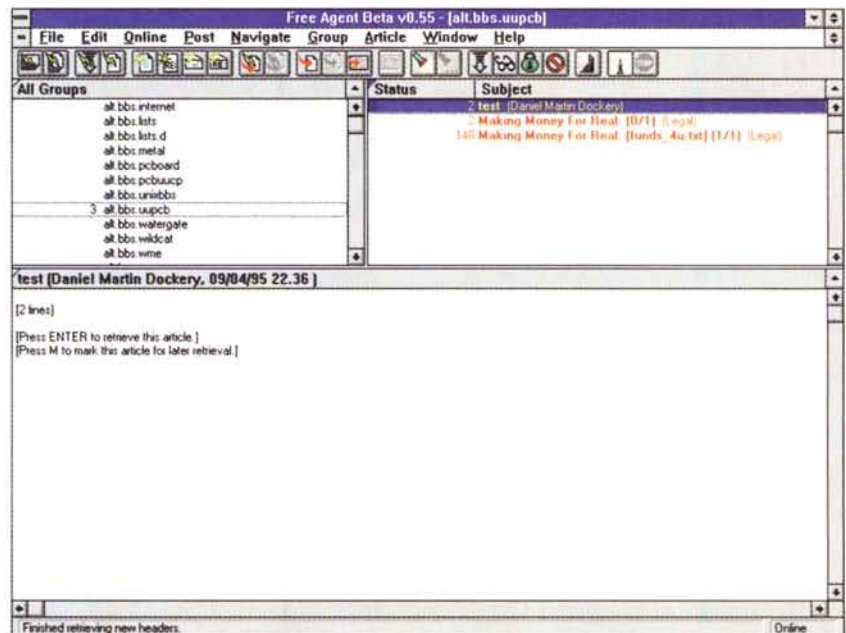 Free Agent Beta v0.55 - [alt.bbs.uupcb]
File Edit Online Post Navigate Group Article Window Help
All Groups
alt.bbs.internet
alt.bbs.lists
alt.bbs.lists.d
alt.bbs.metal
alt.bbs.pcboard
alt.bbs.pcbuucp
alt.bbs.unixbbs
3 alt.bbs.uupcb
alt.bbs.watergate
alt.bbs.wildcat
alt.bbs.wme
Status Subject
2 test (Daniel Martin Dockery)
2 Making Money For Real (0/1) (Legal)
Making Money For Real [funds_4u.txt] (1/1) (Legal)
test (Daniel Martin Dockery, 09/04/95 22.36 )
[2 lines]
[Press ENTER to retrieve this article.]
[Press M to mark this article for later retrieval.]
Finished retrieving new headers.
Online